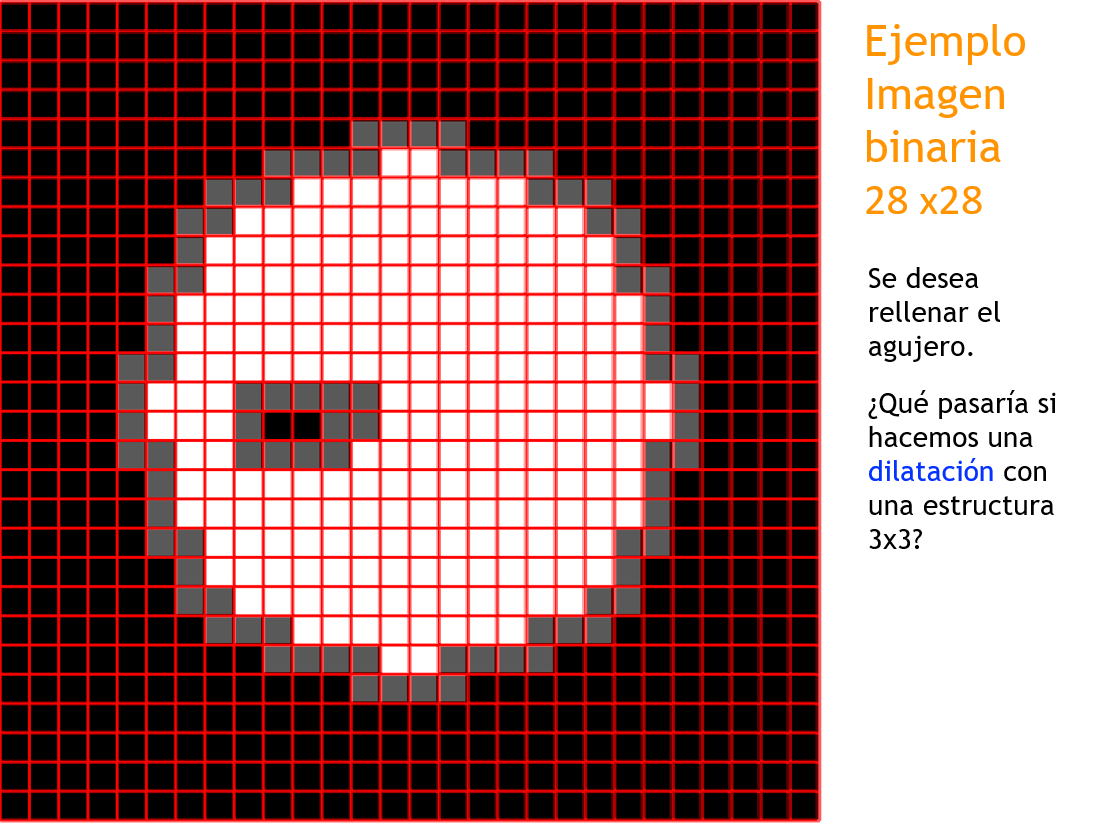 Ejemplo
Imagen
binaria
28 x28
Se desea
rellenar el
agujero.
¿Qué pasaría si
hacemos una
dilatación con
una estructura
3x3?